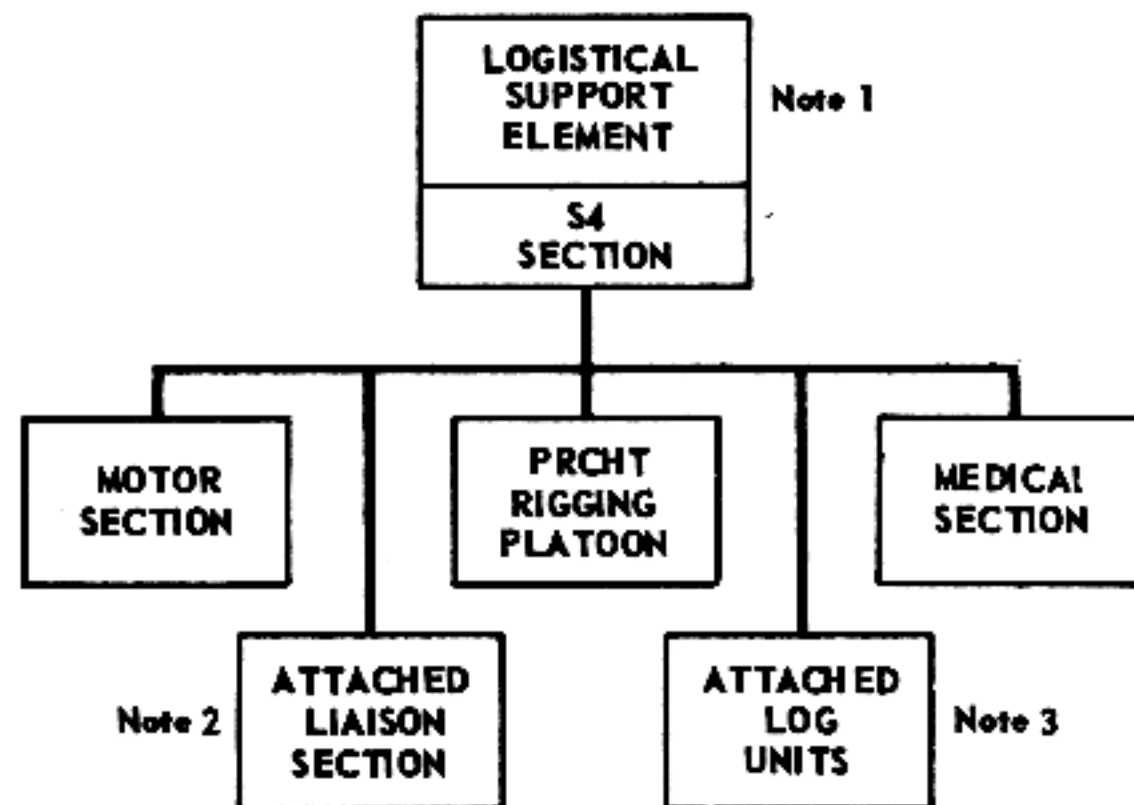 LOGISTICAL
SUPPORT
ELEMENT
Note 1
S4
SECTION
MOTOR
SECTION
PRCHT
RIGGING
PLATOON
MEDICAL
SECTION
Note 2
ATTACHED
LIAISON
SECTION
ATTACHED
LOG
UNITS
Note 3